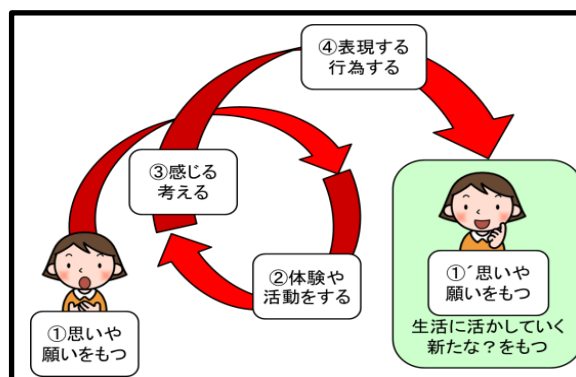 ①思いや
願いをもつ
②体験や
活動をする
③感じる
考える
④表現する
行為する
①´思いや
願いをもつ
生活に活かしていく
新たな？をもつ